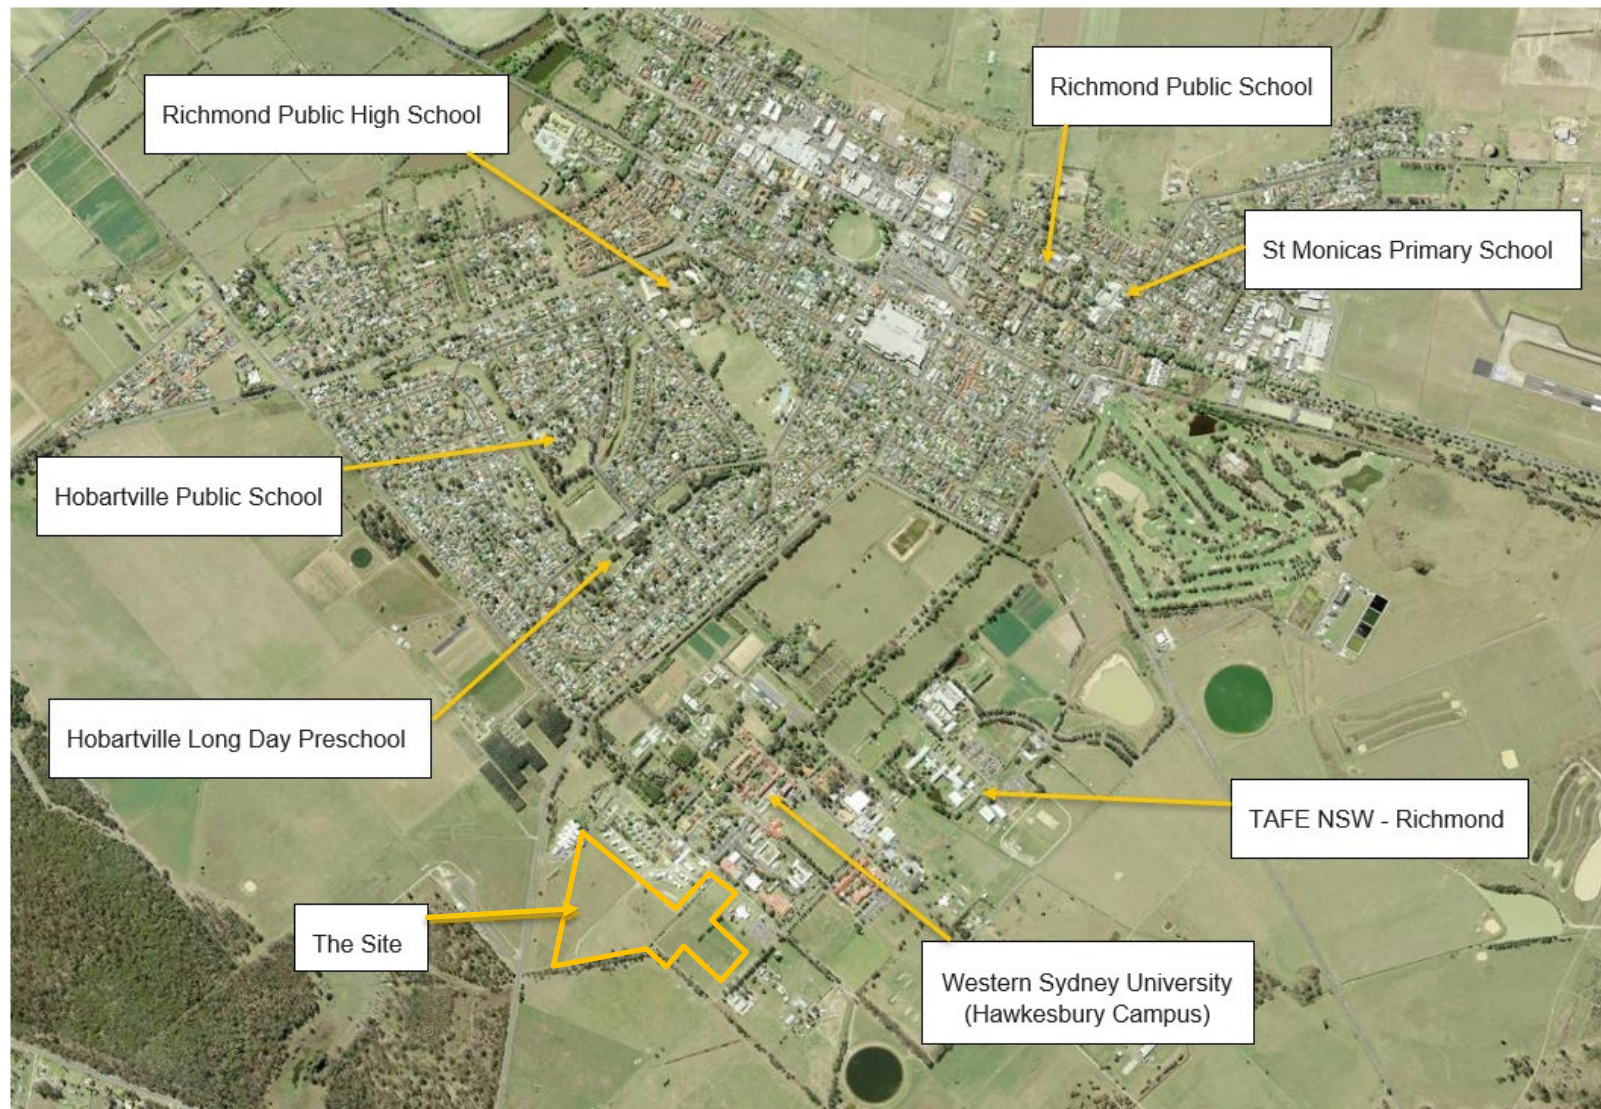 Richmond Public High School
Richmond Public School
St Monicas Primary School
Hobartville Public School
Hobartville Long Day Preschool
TAFE NSW - Richmond
The Site
Western Sydney University
(Hawkesbury Campus)